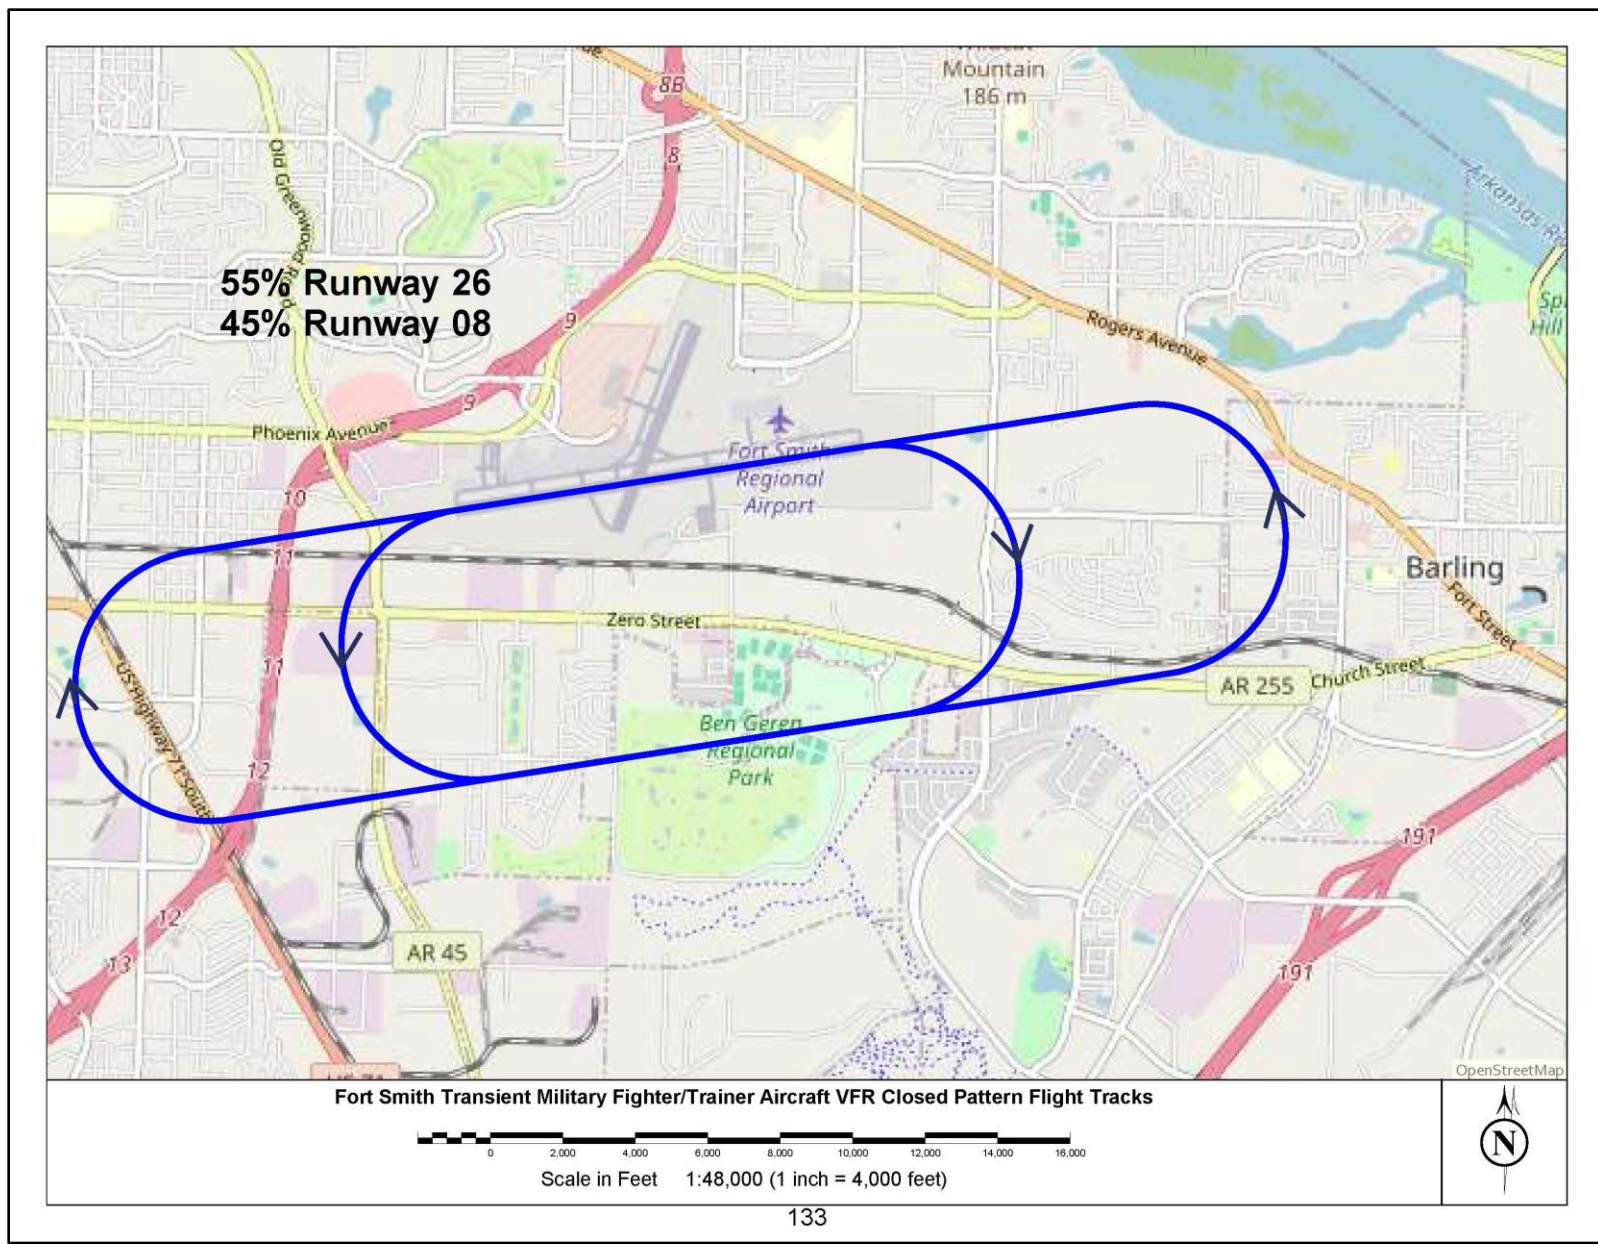 Mountain
186 m
8B
8
Old Greenwood Road
Arkansas
55% Runway 26
45% Runway 08
9
Rogers Avenue
Hill
9
Phoenix Avenue
Fort Smith
Regional
Airport
10
11
Barling
Fort Street
Zero Street
11
US Highway 71 South
AR 255
Church Street
Ben Geren
Regional
Park
12
191
12
AR 45
13
191
OpenStreetMap
Fort Smith Transient Military Fighter/Trainer Aircraft VFR Closed Pattern Flight Tracks
0 2,000 4,000 6,000 8,000 10,000 12,000 14,000 16,000
Scale in Feet 1:48,000 (1 inch = 4,000 feet)
N
133